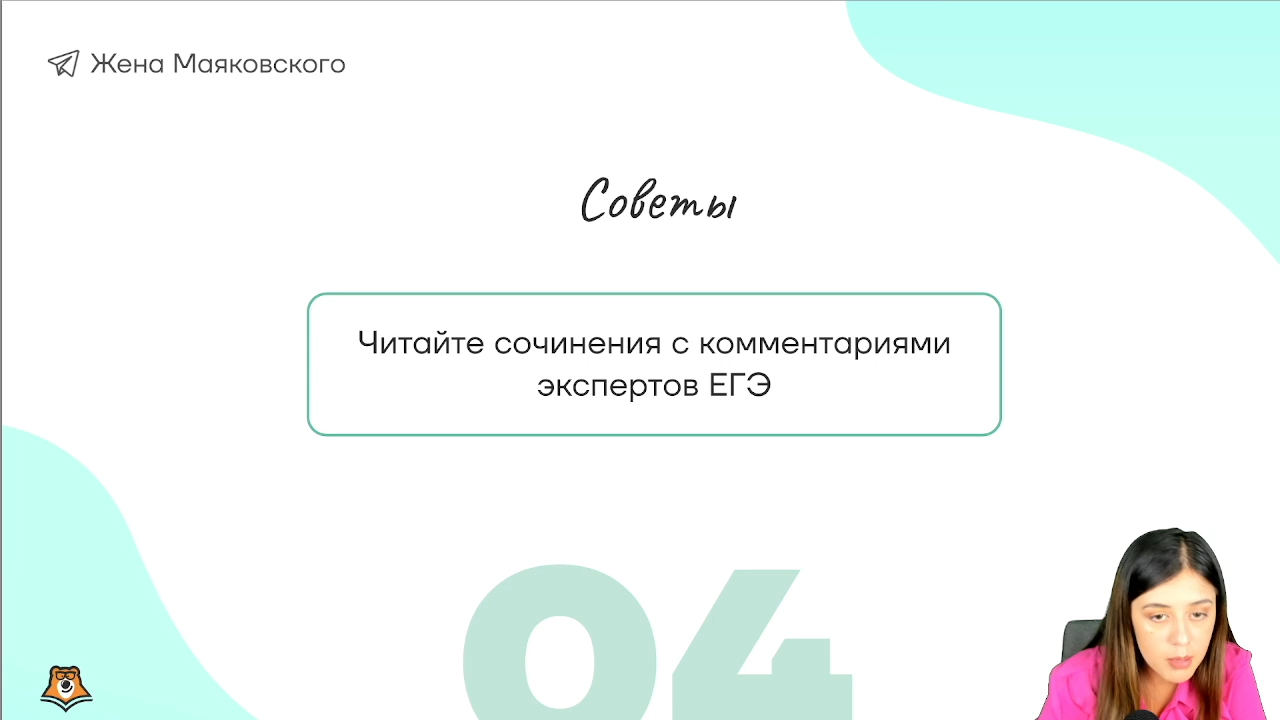 Жена Маяковского
Советы
Читайте сочинения с комментариями
экспертов ЕГЭ
04